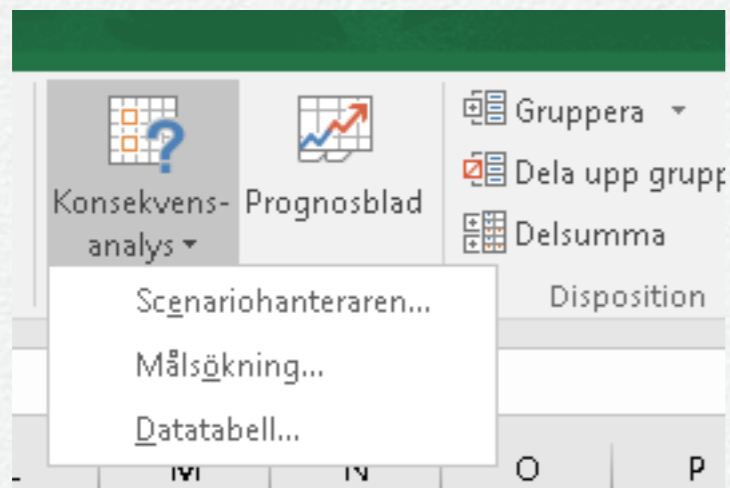 Konsekvens-
analys
Prognosblad
Gruppera
Dela upp grupp
Delsumma
Disposition
Scenariohanteraren...
Målsökning...
Datatabell...
M
N
O
P